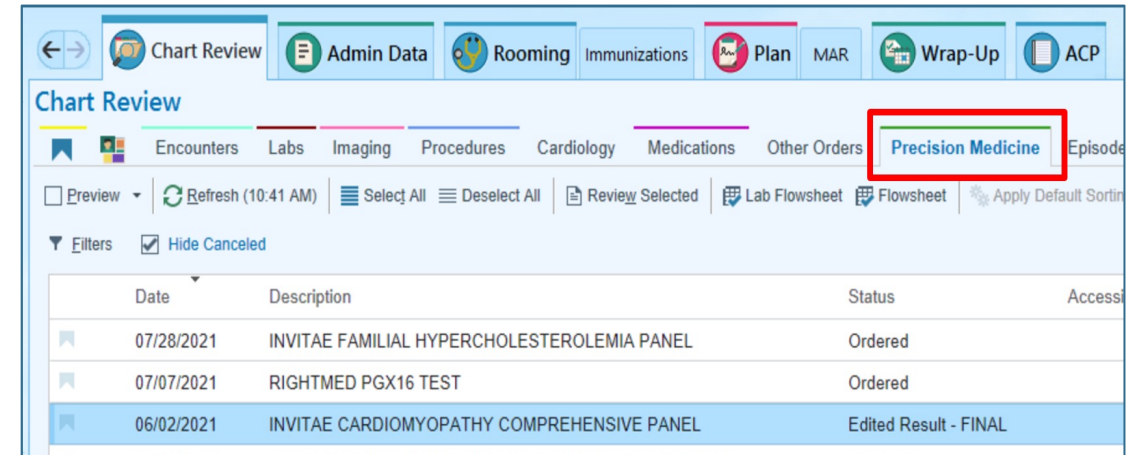 Chart Review Admin Data Rooming Immunizations Plan MAR Wrap-Up ACP
Chart Review
Encounters Labs Imaging Procedures Cardiology Medications Other Orders Precision Medicine Episode
Preview Refresh (10:41 AM) Select All Deselect All Review Selected Lab Flowsheet Flowsheet Apply Default Sortin
Filters Hide Canceled
Date Description Status Accessi
07/28/2021 INVITAE FAMILIAL HYPERCHOLESTEROLEMIA PANEL Ordered
07/07/2021 RIGHTMED PGX16 TEST Ordered
06/02/2021 INVITAE CARDIOMYOPATHY COMPREHENSIVE PANEL Edited Result - FINAL